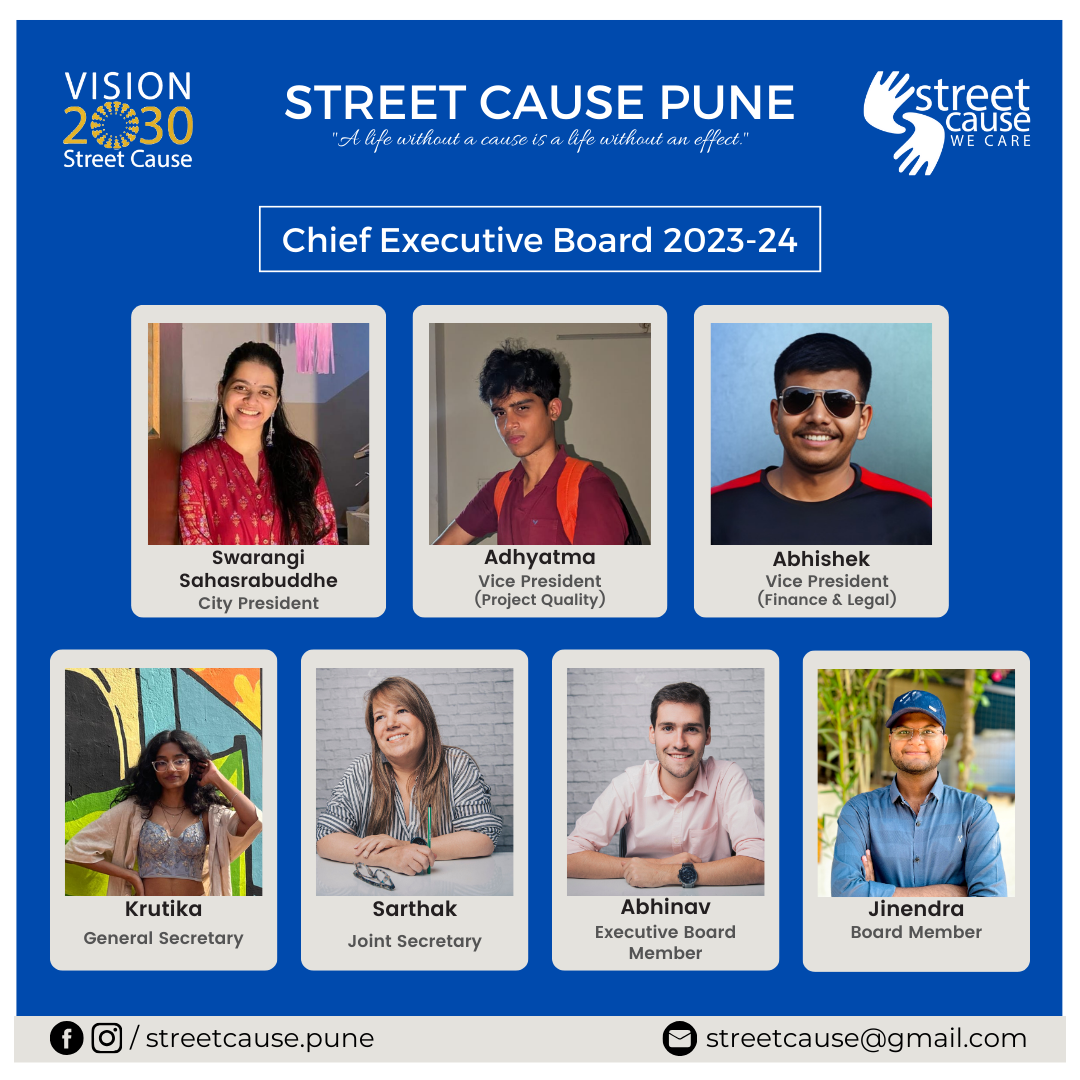 VISION
2030
Street Cause
STREET CAUSE PUNE
"A life without a cause is a life without an effect."
street
cause
WE CARE
Chief Executive Board 2023-24
Swarangi
Sahasrabuddhe
City President
Adhyatma
Vice President
(Project Quality)
Abhishek
Vice President
(Finance & Legal)
Krutika
General Secretary
Sarthak
Joint Secretary
Abhinav
Executive Board
Member
Jinendra
Board Member
/ streetcause.pune
streetcause@gmail.com